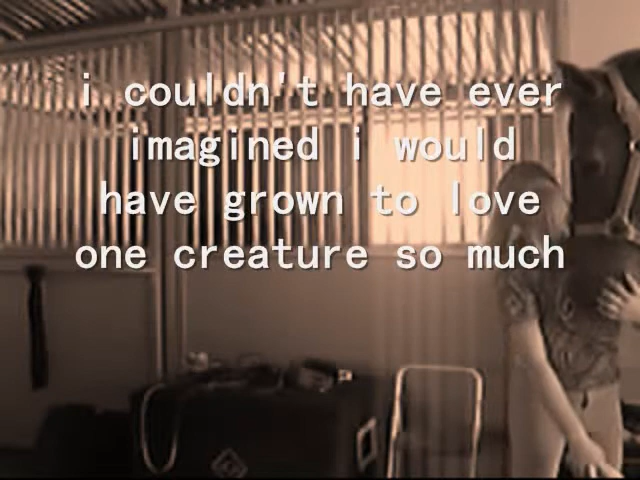 i couldn't have ever
imagined i would
have grown to love
one creature so much